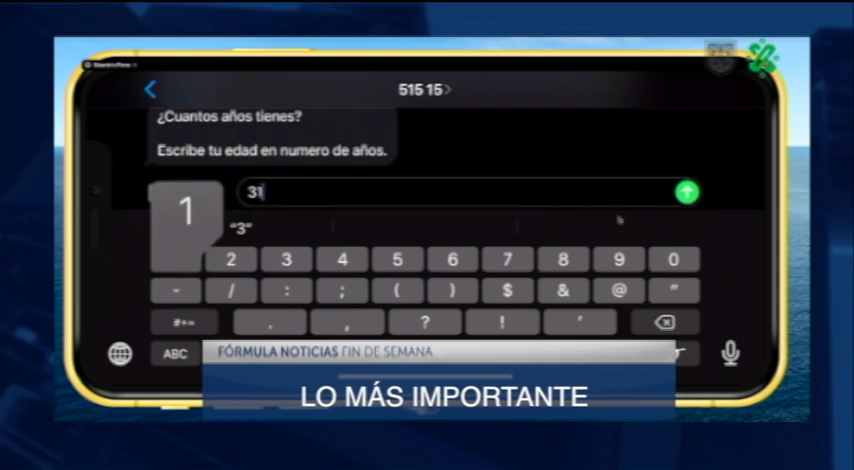 515 15 >
¿Cuantos años tienes?
Escribe tu edad en numero de años.
31
1
“3”
2 3 4 5 6 7 8 9 0
- / : ; ( ) $ & @ "
#+= . , ? ! '
ABC
FÓRMULA NOTICIAS FIN DE SEMANA
LO MÁS IMPORTANTE